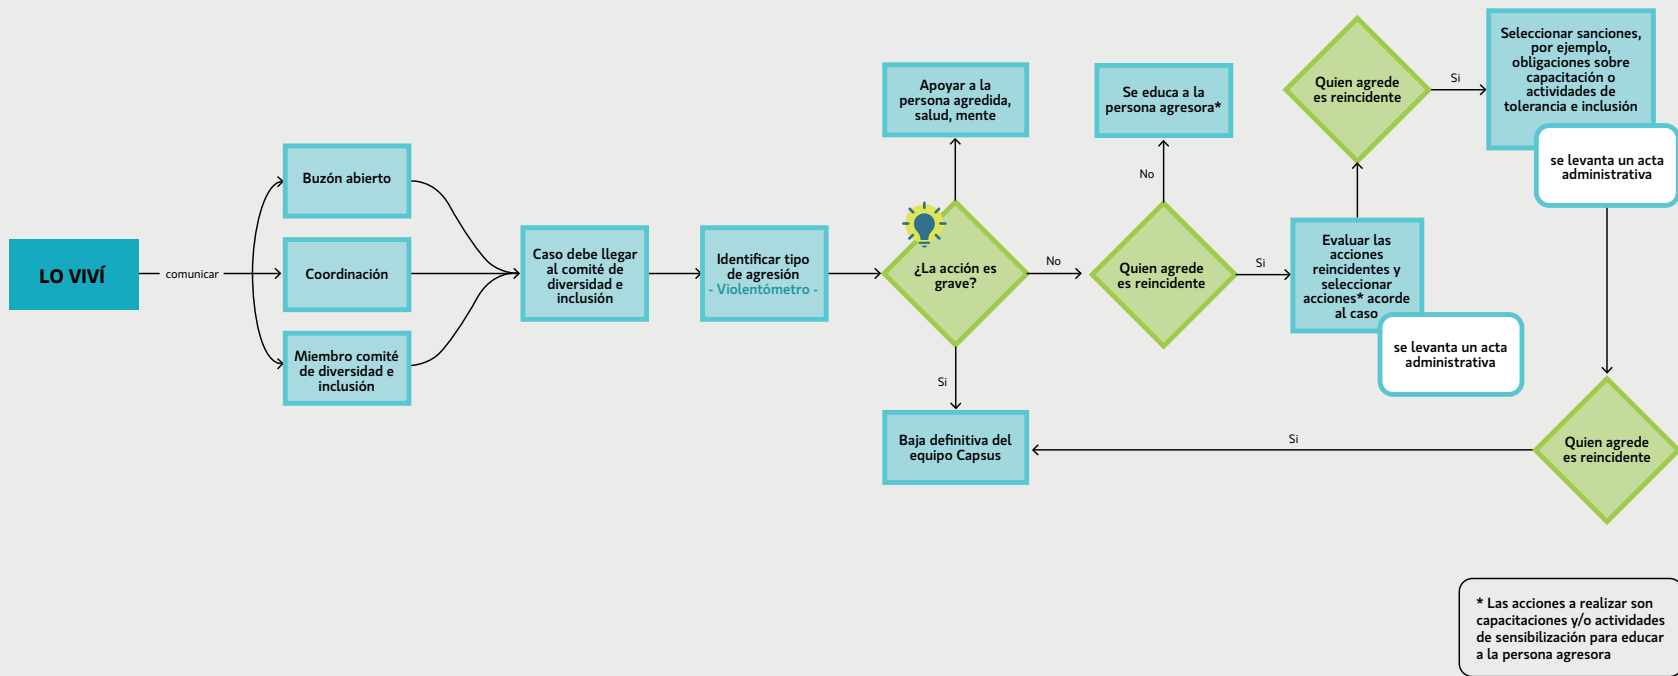 LO VIVÍ
comunicar
Buzón abierto
Coordinación
Miembro comité
de diversidad e
inclusión
Caso debe llegar
al comité de
diversidad e
inclusión
Identificar tipo
de agresión
- Violentómetro -
Apoyar a la
persona agredida,
salud, mente
¿La acción es
grave?
No
Si
Baja definitiva del
equipo Capsus
Se educa a la
persona agresora*
No
Quien agrede
es reincidente
Si
Evaluar las
acciones
reincidentes y
seleccionar
acciones* acorde
al caso
se levanta un acta
administrativa
Quien agrede
es reincidente
Si
Seleccionar sanciones,
por ejemplo,
obligaciones sobre
capacitación o
actividades de
tolerancia e inclusión
se levanta un acta
administrativa
Quien agrede
es reincidente
Si
* Las acciones a realizar son
capacitaciones y/o actividades
de sensibilización para educar
a la persona agresora